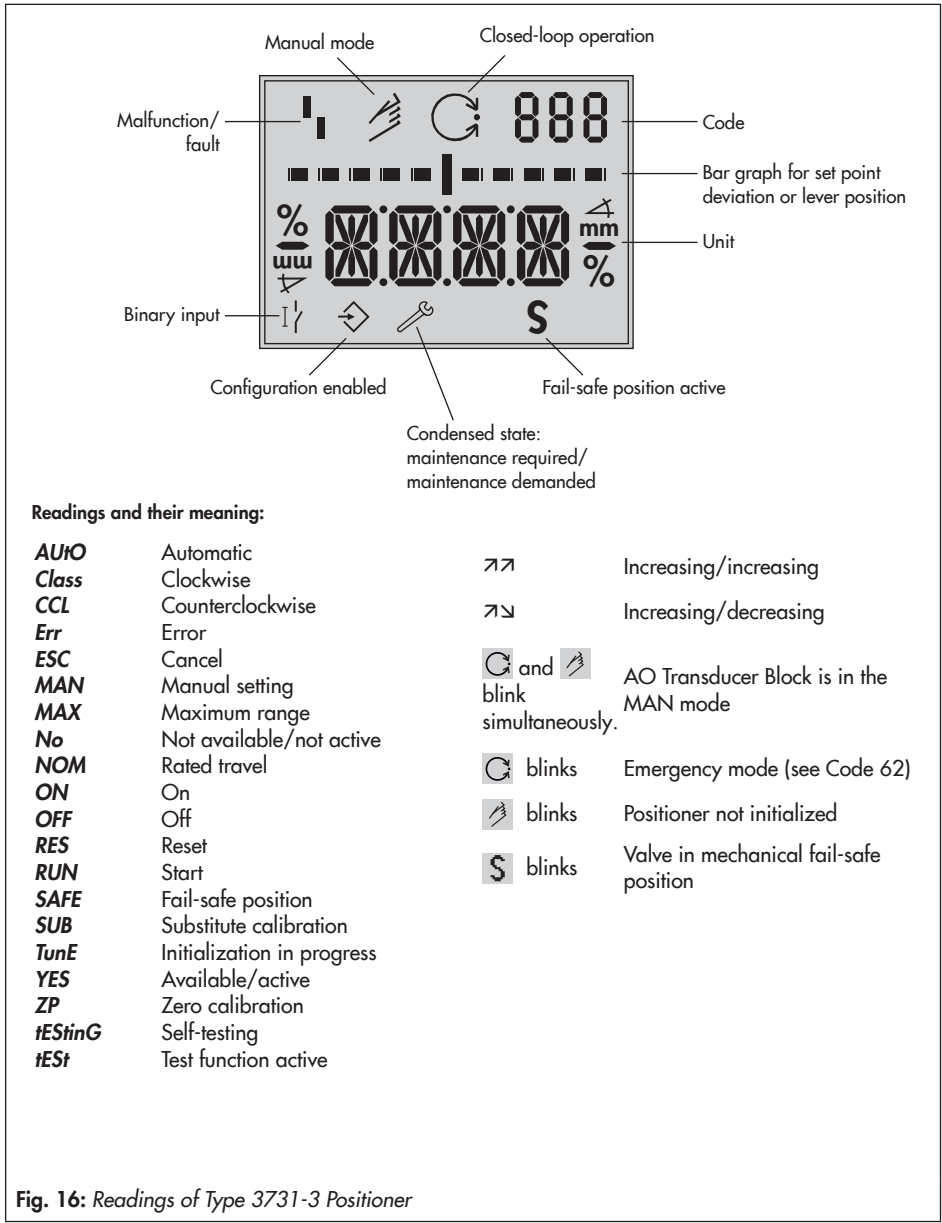 Manual mode
Closed-loop operation
Malfunction/
fault
888
Code
Bar graph for set point
deviation or lever position
%
mm
mm
%
Unit
Binary input
S
Configuration enabled
Fail-safe position active
Condensed state:
maintenance required/
maintenance demanded
Readings and their meaning:
AUtO Automatic
Class Clockwise
CCL Counterclockwise
Err Error
ESC Cancel
MAN Manual setting
MAX Maximum range
No Not available/not active
NOM Rated travel
ON On
OFF Off
RES Reset
RUN Start
SAFE Fail-safe position
SUB Substitute calibration
TunE Initialization in progress
YES Available/active
ZP Zero calibration
tEStinG Self-testing
tESt Test function active
↗↗ Increasing/increasing
↗↘ Increasing/decreasing
and
blink
simultaneously.
AO Transducer Block is in the
MAN mode
blinks Emergency mode (see Code 62)
blinks Positioner not initialized
S blinks Valve in mechanical fail-safe
position
Fig. 16: Readings of Type 3731-3 Positioner